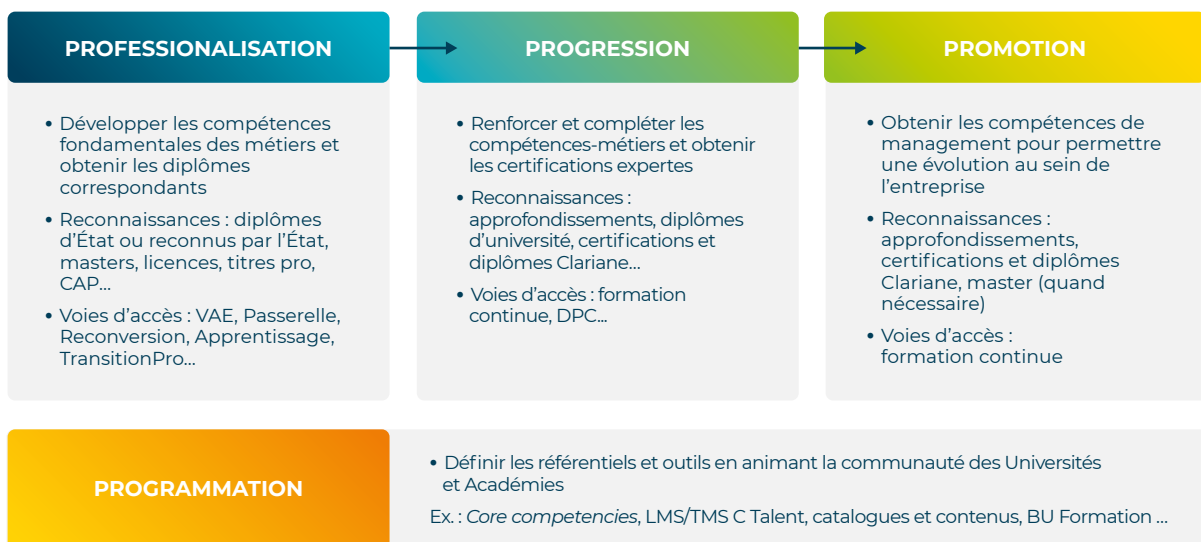 PROFESSIONALISATION
• Développer les compétences
fondamentales des métiers et
obtenir les diplômes
correspondants
• Reconnaissances : diplômes
d’État ou reconnus par l’État,
masters, licences, titres pro,
CAP...
• Voies d’accès : VAE, Passerelle,
Reconversion, Apprentissage,
TransitionPro...
PROGRESSION
• Renforcer et compléter les
compétences-métiers et obtenir
les certifications expertes
• Reconnaissances :
approfondissements, diplômes
d’université, certifications et
diplômes Clariane...
• Voies d’accès : formation
continue, DPC...
PROMOTION
• Obtenir les compétences de
management pour permettre
une évolution au sein de
l’entreprise
• Reconnaissances :
approfondissements,
certifications et diplômes
Clariane, master (quand
nécessaire)
• Voies d’accès :
formation continue
PROGRAMMATION
• Définir les référentiels et outils en animant la communauté des Universités
et Académies
Ex. : Core competencies, LMS/TMS C Talent, catalogues et contenus, BU Formation ...